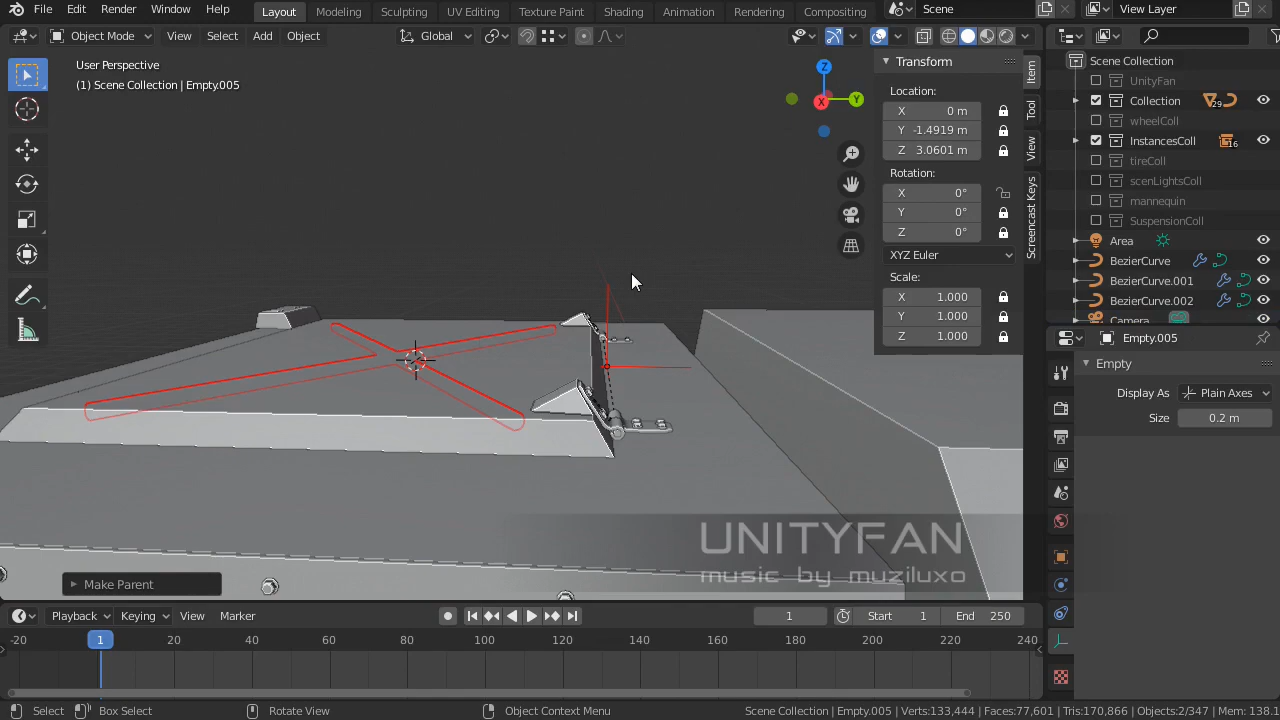 File Edit Render Window Help Layout Modeling Sculpting UV Editing Texture Paint Shading Animation Rendering Compositing Scene View Layer
Object Mode View Select Add Object Global
User Perspective
(1) Scene Collection | Empty.005
Z
Y
X
Transform
Location:
X 0 m
Y -1.4919 m
Z 3.0601 m
Rotation:
X 0°
Y 0°
Z 0°
XYZ Euler
Scale:
X 1.000
Y 1.000
Z 1.000
Item
Tool
View
Screencast Keys
Scene Collection
UnityFan
Collection 29
wheelColl
InstancesColl 16
tireColl
scenLightsColl
mannequin
SuspensionColl
Area
BezierCurve
BezierCurve.001
BezierCurve.002
Camera
Empty.005
Empty
Display As Plain Axes
Size 0.2 m
UNITYFAN
music by muziluxo
Make Parent
Playback Keying View Marker 1 Start 1 End 250
-20 1 20 40 60 80 100 120 140 160 180 200 220 240
Select Box Select Rotate View Object Context Menu Scene Collection | Empty.005 | Verts:133,444 | Faces:77,601 | Tris:170,866 | Objects:2/347 | Mem: 138.1